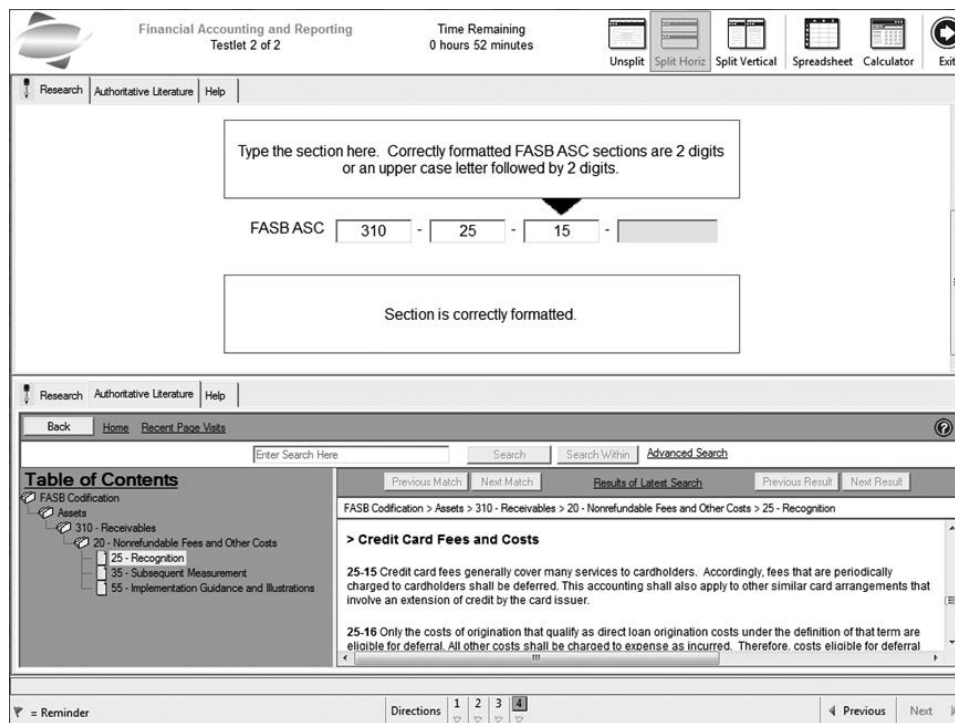 Financial Accounting and Reporting
Testlet 2 of 2
Time Remaining
0 hours 52 minutes
Unsplit
Split Horiz
Split Vertical
Spreadsheet
Calculator
Exit
Research
Authoritative Literature
Help
Type the section here. Correctly formatted FASB ASC sections are 2 digits
or an upper case letter followed by 2 digits.
FASB ASC 310 - 25 - 15 -
Section is correctly formatted.
Research
Authoritative Literature
Help
Back
Home
Recent Page Visits
Enter Search Here
Search
Search Within
Advanced Search
Table of Contents
FASB Codification
Assets
310 - Receivables
20 - Nonrefundable Fees and Other Costs
25 - Recognition
35 - Subsequent Measurement
55 - Implementation Guidance and Illustrations
Previous Match
Next Match
Results of Latest Search
Previous Result
Next Result
FASB Codification > Assets > 310 - Receivables > 20 - Nonrefundable Fees and Other Costs > 25 - Recognition
> Credit Card Fees and Costs
25-15 Credit card fees generally cover many services to cardholders. Accordingly, fees that are periodically
charged to cardholders shall be deferred. This accounting shall also apply to other similar card arrangements that
involve an extension of credit by the card issuer.
25-16 Only the costs of origination that qualify as direct loan origination costs under the definition of that term are
eligible for deferral. All other costs shall be charged to expense as incurred. Therefore, costs eligible for deferral
= Reminder
Directions
1
2
3
4
Previous
Next